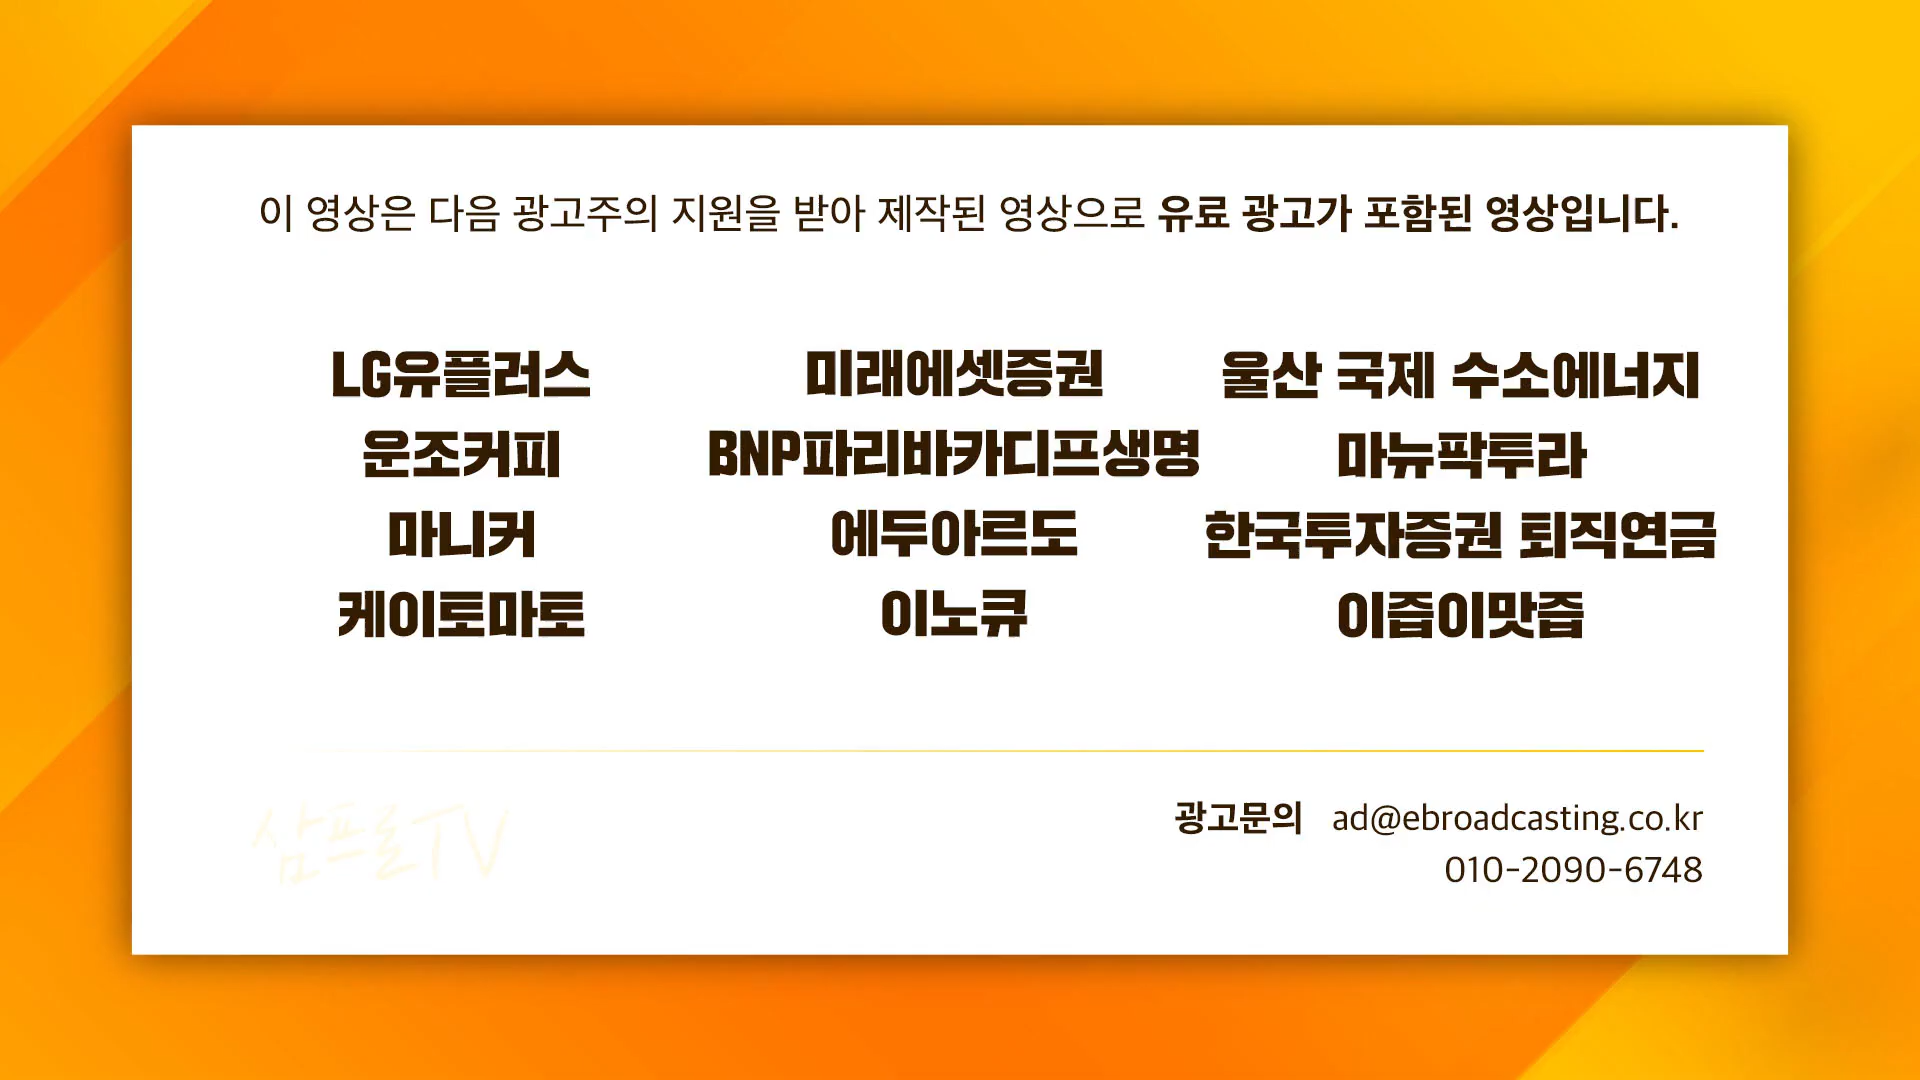 이 영상은 다음 광고주의 지원을 받아 제작된 영상으로 유료 광고가 포함된 영상입니다.
LG유플러스 미래에셋증권 울산 국제 수소에너지
운조커피 BNP파리바카디프생명 마뉴팍투라
마니커 에두아르도 한국투자증권 퇴직연금
케이토마토 이노큐 이즙이맛즙
삼프로TV
광고문의 ad@ebroadcasting.co.kr
010-2090-6748